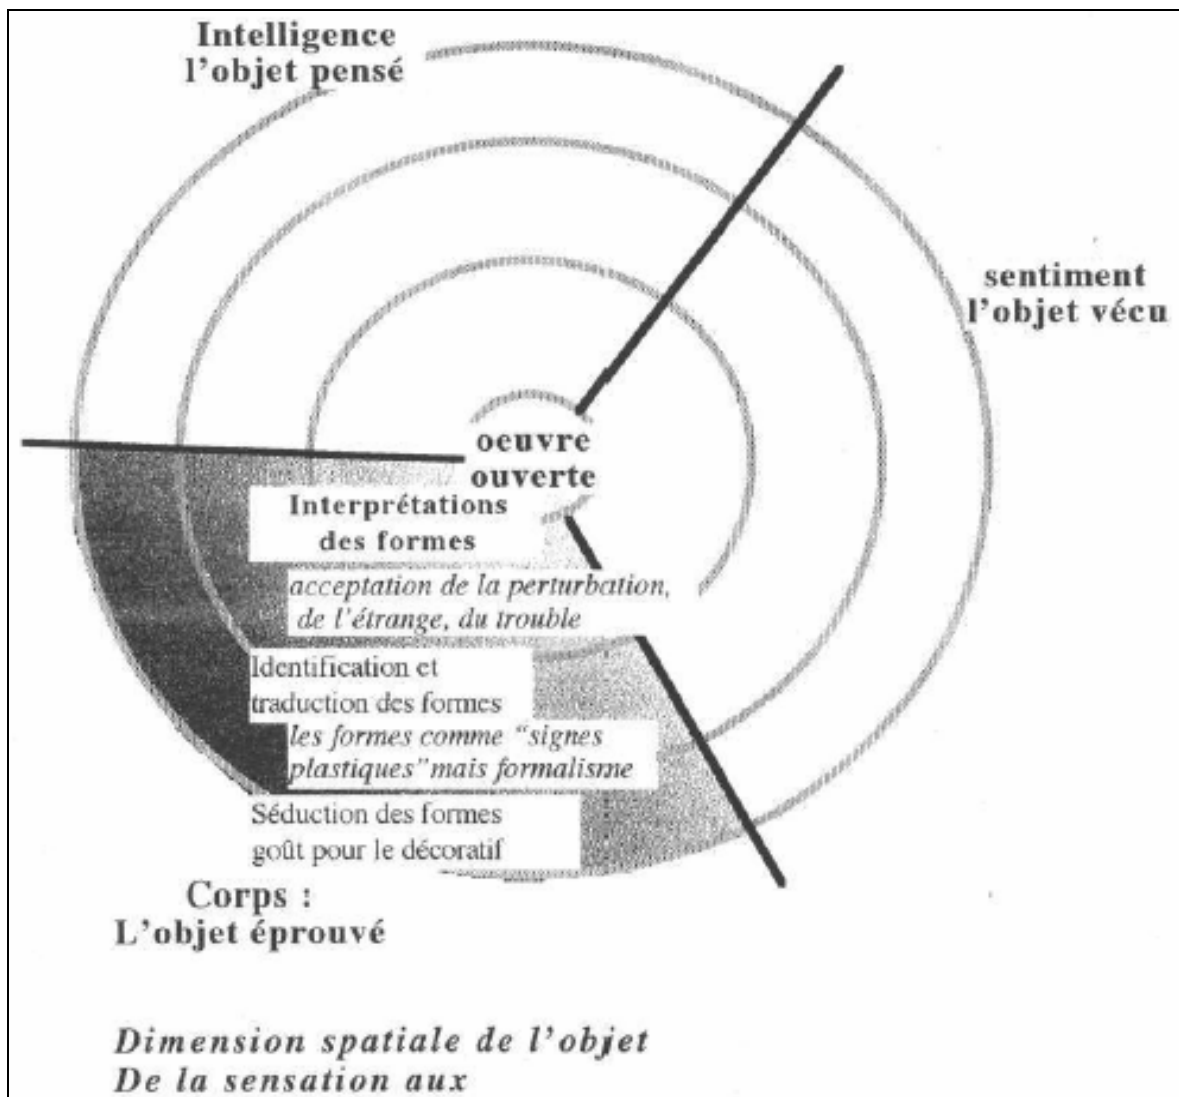 Intelligence
l'objet pensé
sentiment
l'objet vécu
oeuvre
ouverte
Interprétations
des formes
acceptation de la perturbation,
de l'étrange, du trouble
Identification et
traduction des formes
les formes comme "signes
plastiques" mais formalisme
Séduction des formes
goût pour le décoratif
Corps :
L'objet éprouvé
Dimension spatiale de l'objet
De la sensation aux